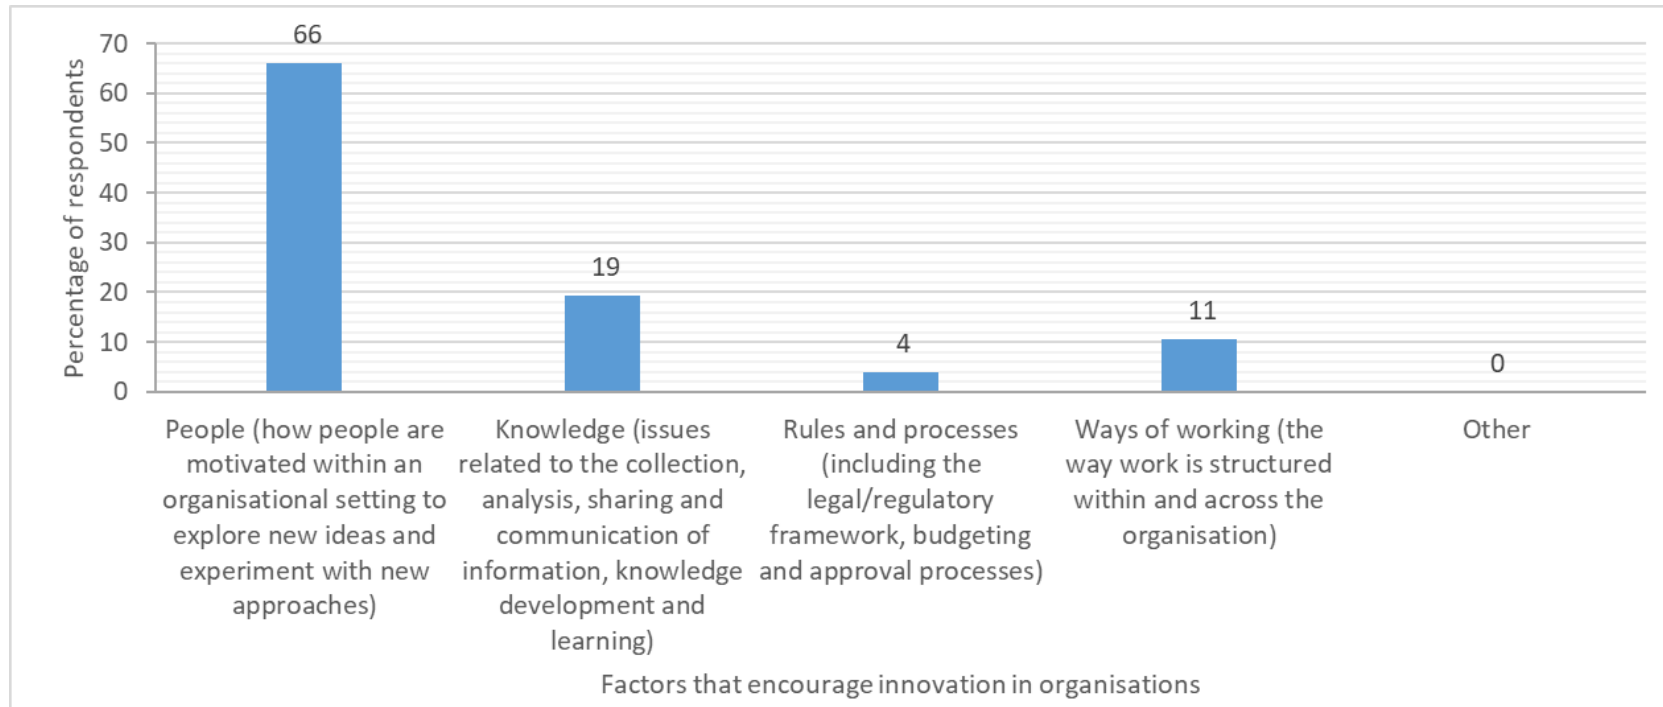 Percentage of respondents
70
60
50
40
30
20
10
0
66
19
4
11
0
People (how people are
motivated within an
organisational setting to
explore new ideas and
experiment with new
approaches)
Knowledge (issues
related to the collection,
analysis, sharing and
communication of
information, knowledge
development and
learning)
Rules and processes
(including the
legal/regulatory
framework, budgeting
and approval processes)
Ways of working (the
way work is structured
within and across the
organisation)
Other
Factors that encourage innovation in organisations